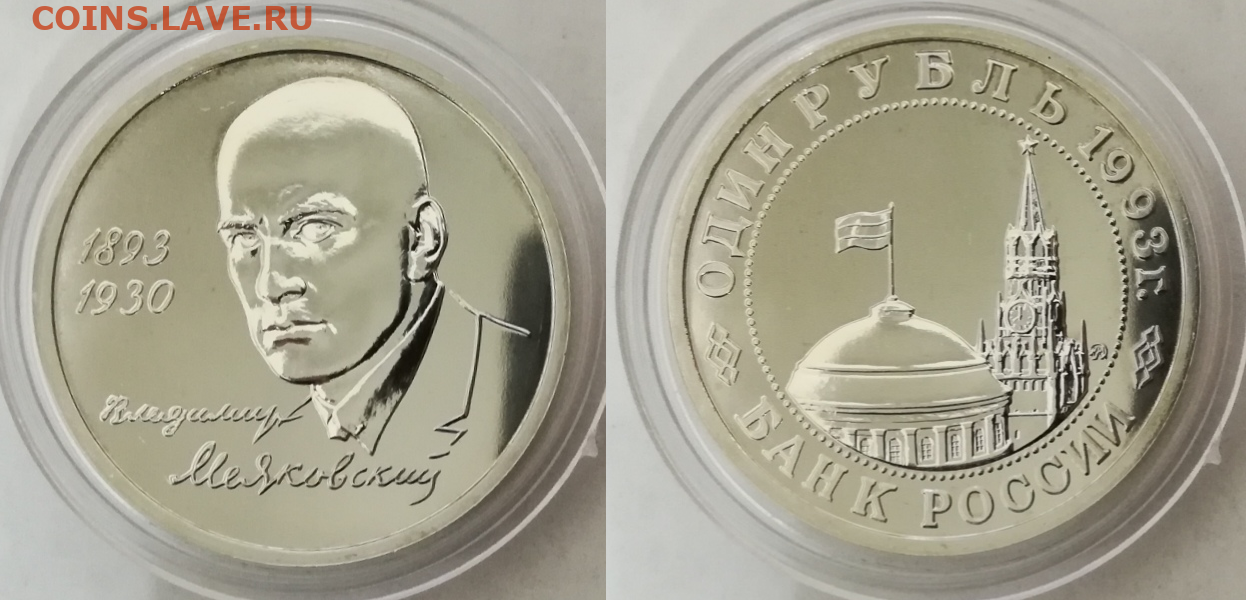 COINS.LAVE.RU
1893
1930
Владимир
Маяковский
ОДИН РУБЛЬ 1993г.
БАНК РОССИИ